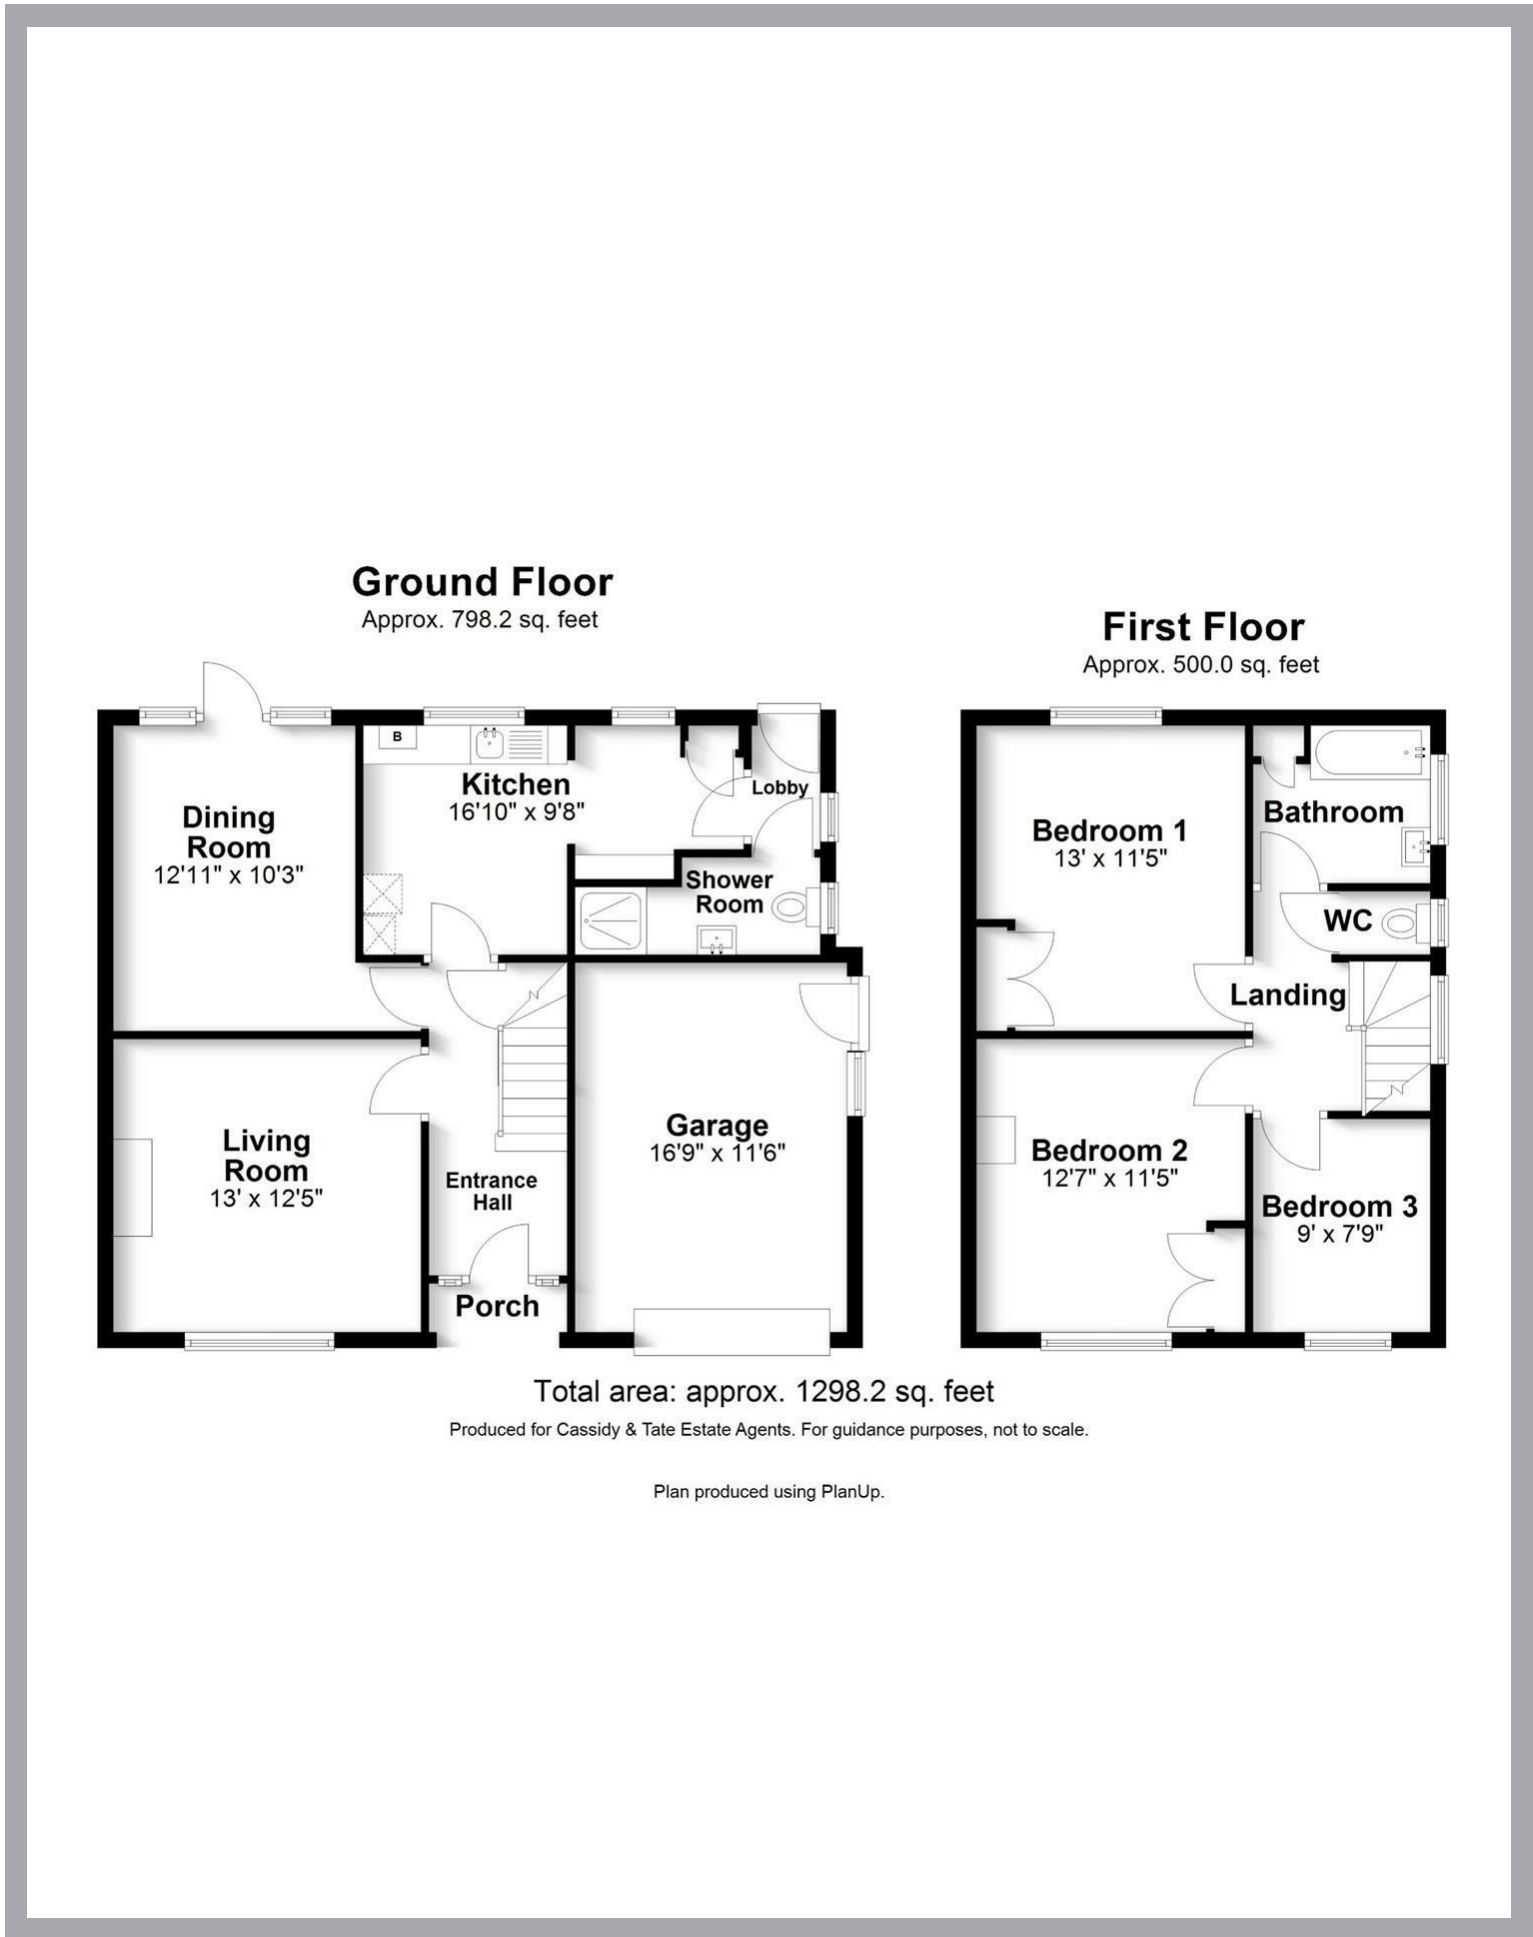 Ground Floor
Approx. 798.2 sq. feet
First Floor
Approx. 500.0 sq. feet
B
Kitchen
16'10" x 9'8"
Lobby
Dining
Room
12'11" x 10'3"
Shower
Room
Living
Room
13' x 12'5"
Entrance
Hall
Porch
Garage
16'9" x 11'6"
Bedroom 1
13' x 11'5"
Bathroom
WC
Landing
Bedroom 2
12'7" x 11'5"
Bedroom 3
9' x 7'9"
Total area: approx. 1298.2 sq. feet
Produced for Cassidy & Tate Estate Agents. For guidance purposes, not to scale.
Plan produced using PlanUp.